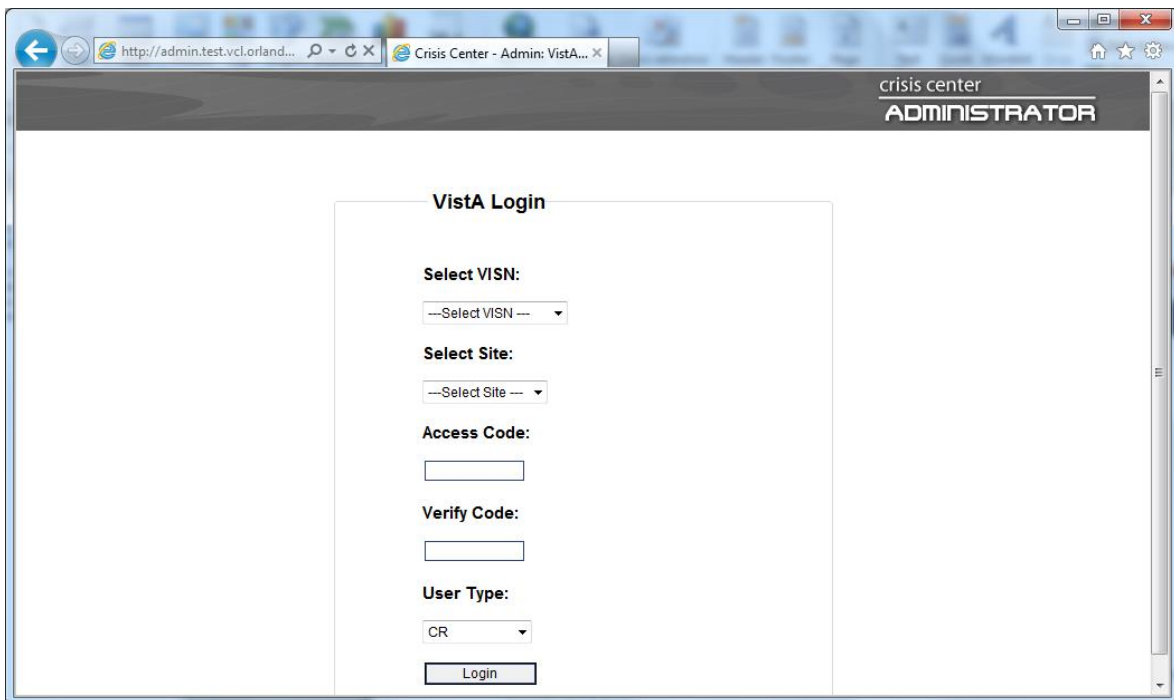 http://admin.test.vcl.orland...
Crisis Center - Admin: VistA...
crisis center
ADMINISTRATOR
VistA Login
Select VISN:
---Select VISN ---
Select Site:
---Select Site ---
Access Code:
Verify Code:
User Type:
CR
Login